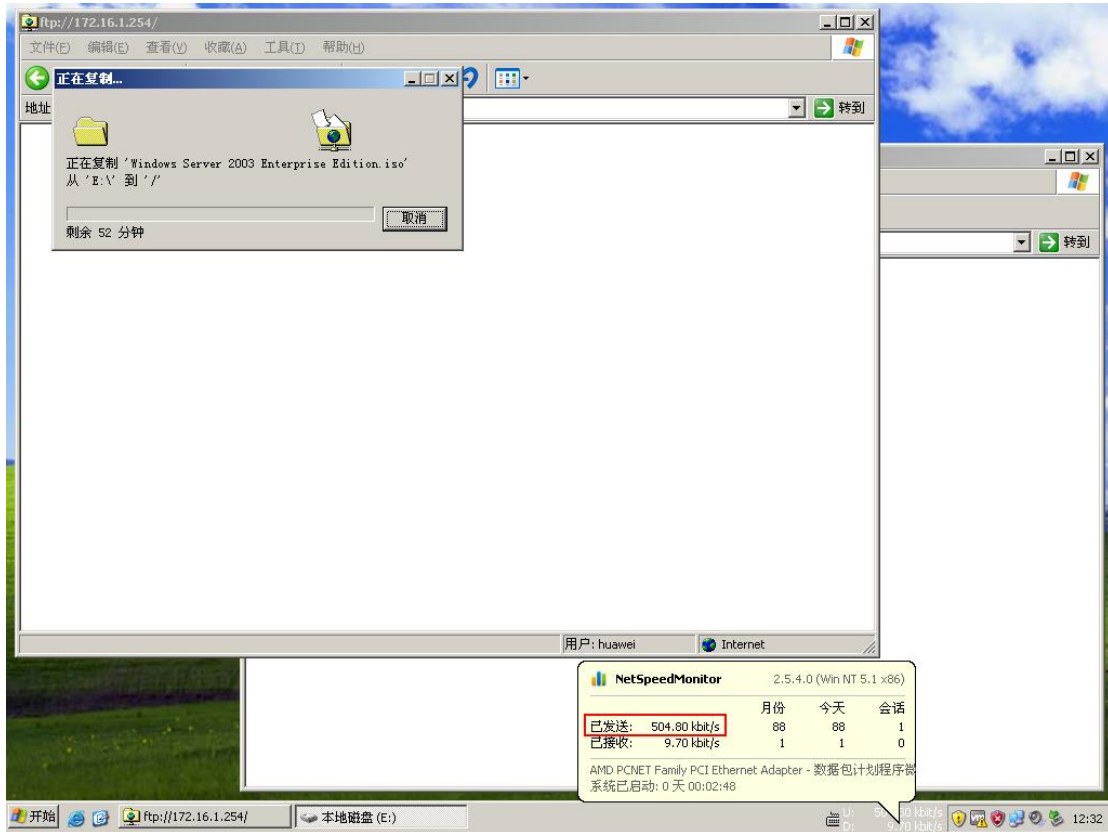 ftp://172.16.1.254/
文件(F) 编辑(E) 查看(V) 收藏(A) 工具(T) 帮助(H)
正在复制...
地址
转到
正在复制 'Windows Server 2003 Enterprise Edition.iso'
从 'E:\' 到 '/'
取消
剩余 52 分钟
转到
用户: huawei
Internet
NetSpeedMonitor 2.5.4.0 (Win NT 5.1 x86)
月份 今天 会话
已发送: 504.80 kbit/s 88 88 1
已接收: 9.70 kbit/s 1 1 0
AMD PCNET Family PCI Ethernet Adapter - 数据包计划程序微
系统已启动: 0 天 00:02:48
开始
ftp://172.16.1.254/
本地磁盘 (E:)
U: kbit/s
D: 9.70 kbit/s
12:32